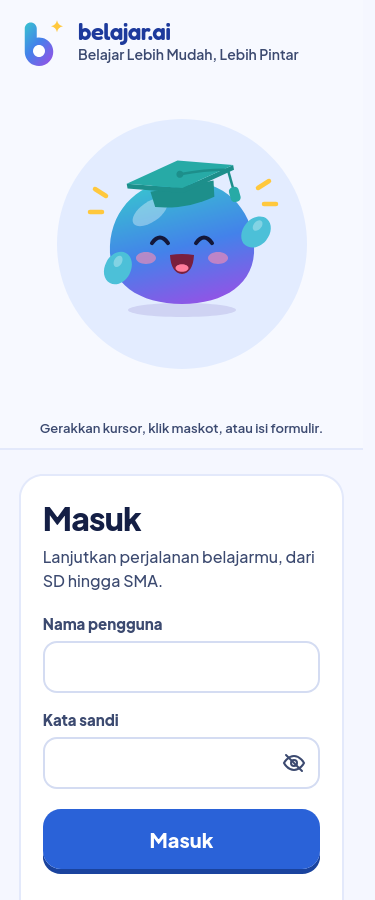 belajar.ai
Belajar Lebih Mudah, Lebih Pintar
Gerakkan kursor, klik maskot, atau isi formulir.
Masuk
Lanjutkan perjalanan belajarmu, dari
SD hingga SMA.
Nama pengguna
Kata sandi
Masuk